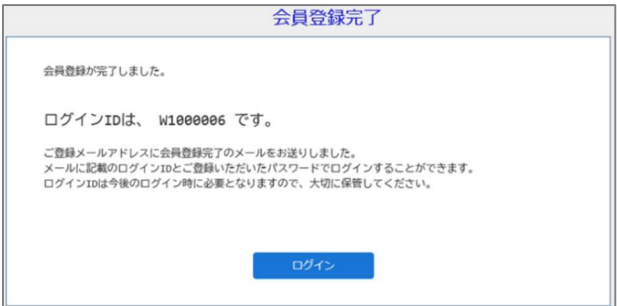 会員登録完了
会員登録が完了しました。
ログインIDは、 W1000006 です。
ご登録メールアドレスに会員登録完了のメールをお送りしました。
メールに記載のログインIDとご登録いただいたパスワードでログインすることができます。
ログインIDは今後のログイン時に必要となりますので、大切に保管してください。
ログイン